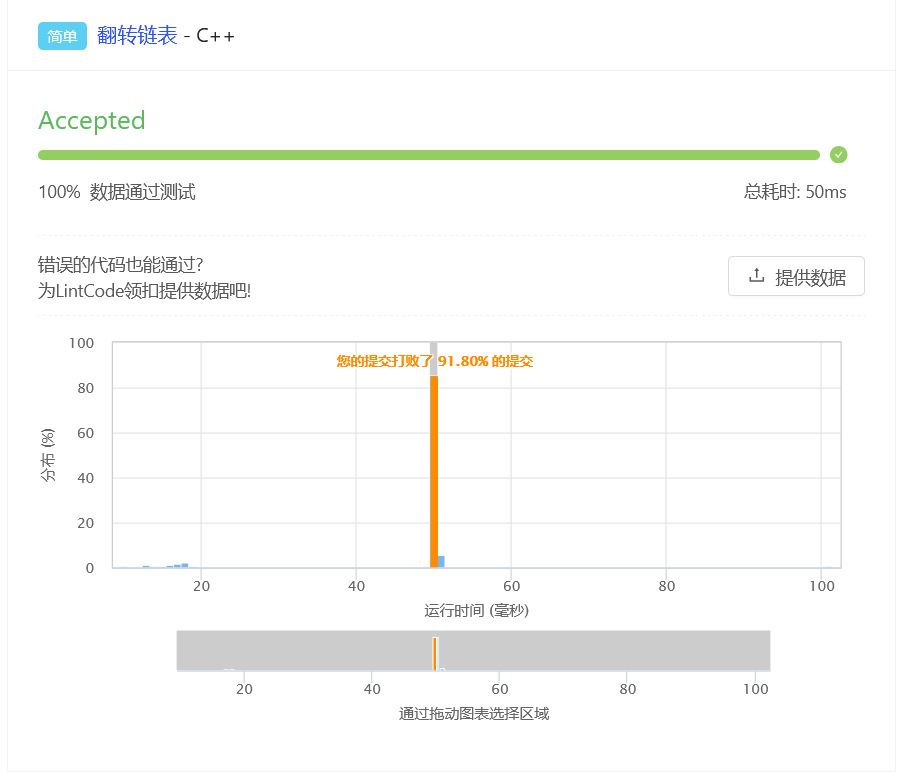 简单 翻转链表 - C++
Accepted
100% 数据通过测试 总耗时: 50ms
错误的代码也能通过?
为LintCode领扣提供数据吧!
提供数据
您的提交打败了 91.80% 的提交
分布 (%)
100
80
60
40
20
0
20 40 60 80 100
运行时间 (毫秒)
20 40 60 80 100
通过拖动图表选择区域